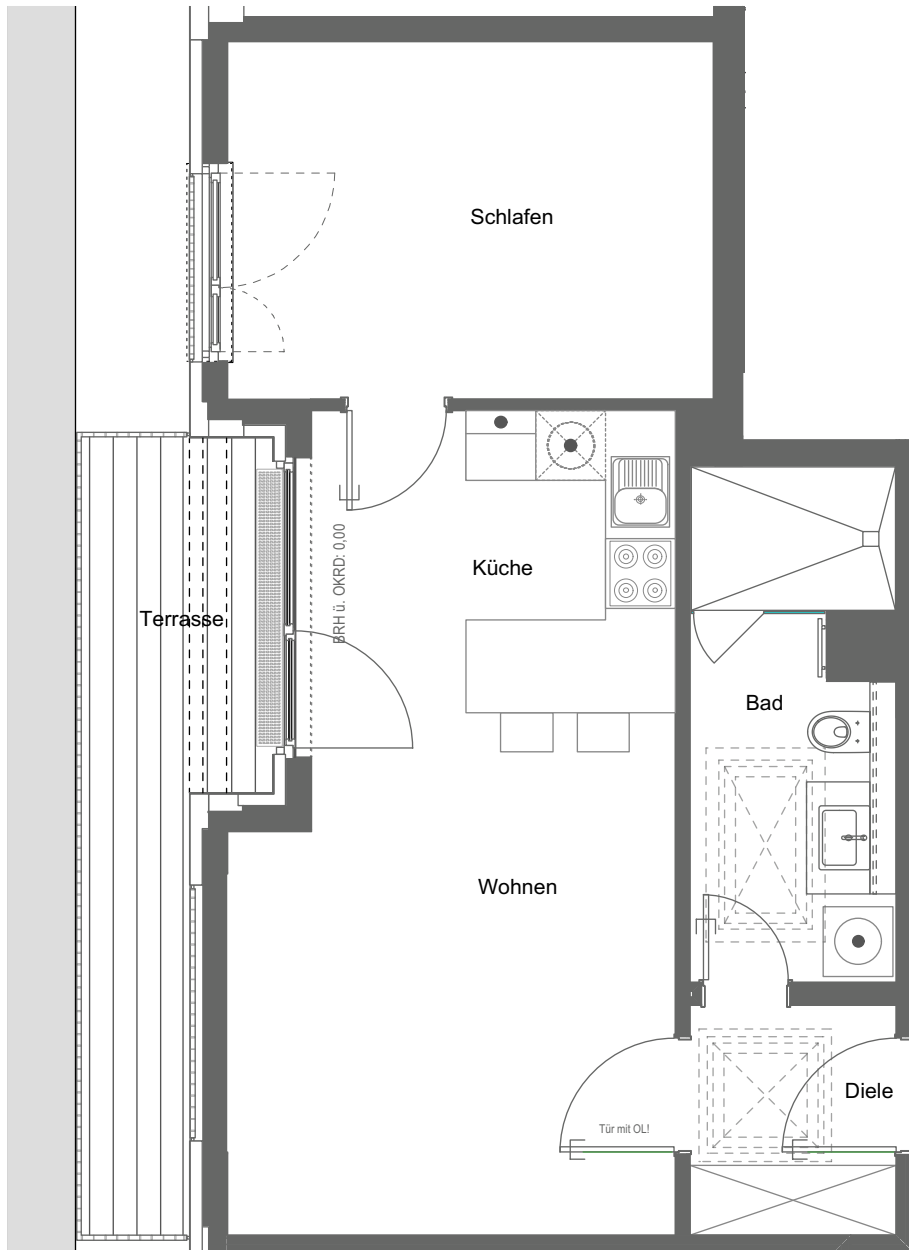 Schlafen
BRH ü. OKRD: 0,00
Küche
Terrasse
Bad
Wohnen
Diele
Tür mit OL!